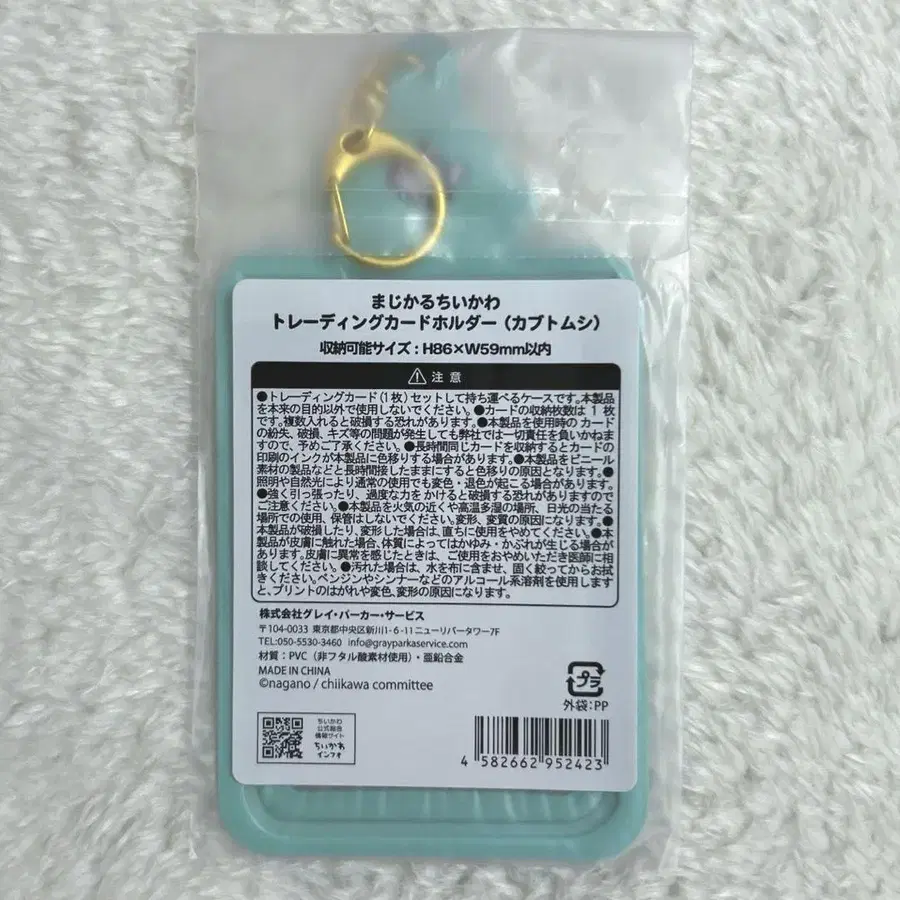 まじかるちいかわ
トレーディングカードホルダー（カブトムシ）
収納可能サイズ：H86×W59mm以内
注意
●トレーディングカード(1枚)セットして持ち運べるケースです。本製品
を本来の目的以外で使用しないでください。●カードの収納枚数は 1 枚
です。複数入れると破損する恐れがあります。●本製品を使用時の カード
の紛失、破損、キズ等の問題が発生しても弊社では一切責任を負いかねま
すので、予めご了承ください。●長時間同じカードを収納するとカードの
印刷のインクが本製品に色移りする場合があります。●本製品をビニール
素材の製品などと長時間接したままにすると色移りの原因となります。●
照明や自然光により通常の使用でも変色・退色が起こる場合があります。
●強く引っ張ったり、過度な力を かけると破損する恐れがありますので
ご注意ください。●本製品を火気の近くや高温多湿の場所、日光の当たる
場所での使用、保管はしないでください。変形、変質の原因になります。●
本製品が破損したり、変形した場合は、直ちに使用をやめてください。●本
製品が皮膚に触れた場合、体質によってはかゆみ・かぶれが生じる場合が
あります。皮膚に異常を感じたときは、ご使用をおやめいただき医師に相
談してください。●汚れた場合は、水を布に含ませ、固く絞ってからお拭
きください。ベンジンやシンナーなどのアルコール系溶剤を使用します
と、プリントのはがれや変色、変形の原因になります。
株式会社グレイ・パーカー・サービス
〒104-0033 東京都中央区新川1-6-11ニューリバータワー7F
TEL:050-5530-3460 info@grayparkaservice.com
材質：PVC（非フタル酸素材使用）・亜鉛合金
MADE IN CHINA
©nagano / chiikawa committee
プラ
外袋:PP
ちいかわ
公式総合
情報サイト
ちいかわ
インフォ
4 582662 952423